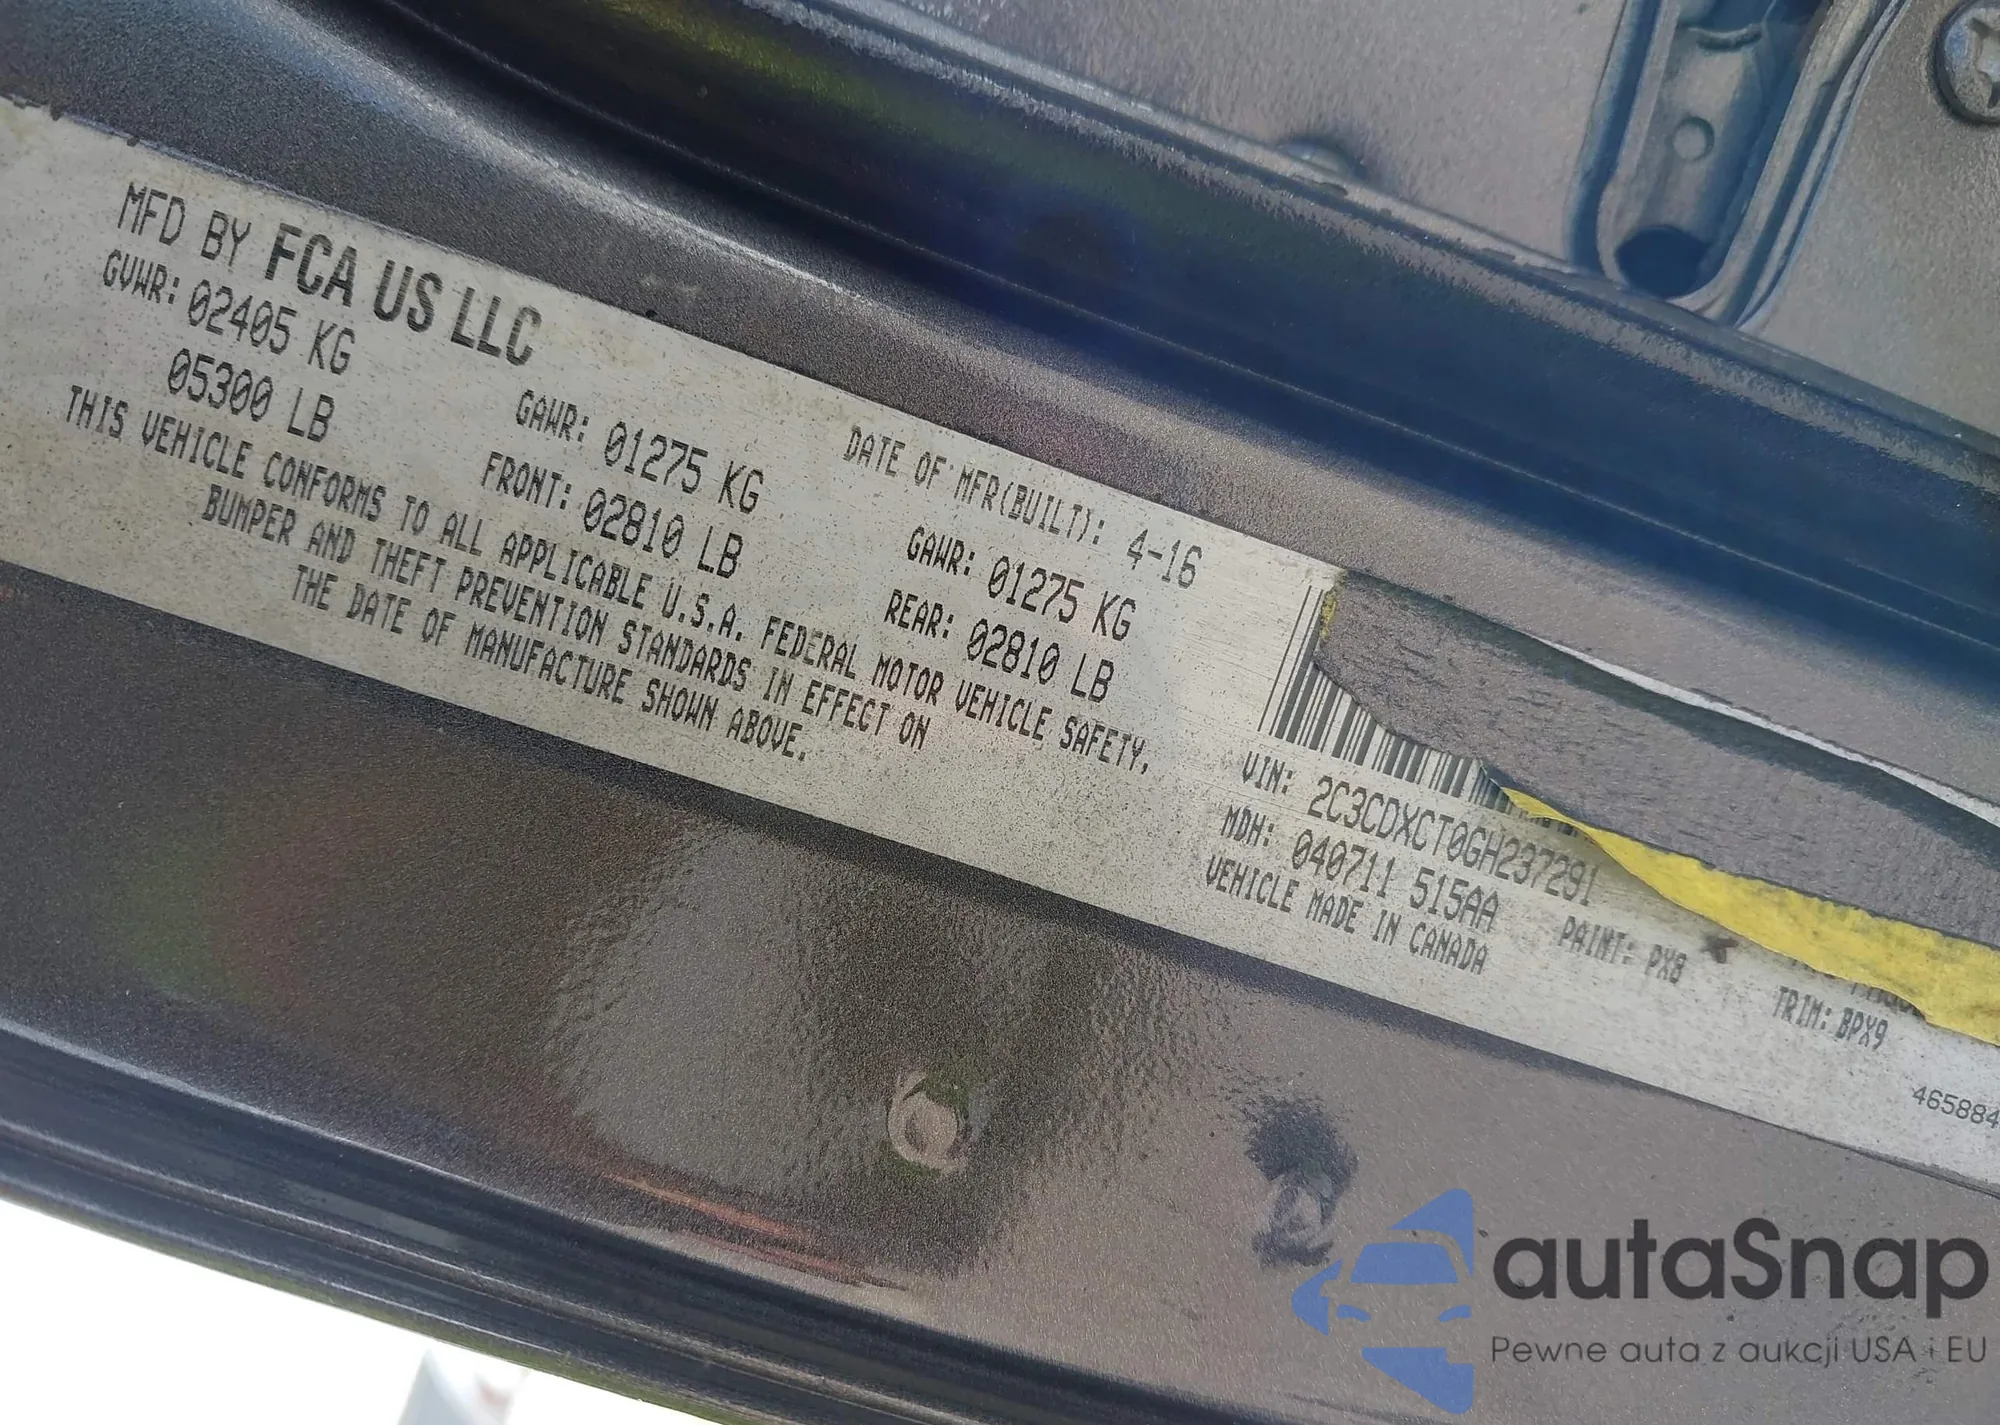 MFD BY FCA US LLC
GVWR: 02405 KG
05300 LB
GAWR: 01275 KG
FRONT: 02810 LB
DATE OF MFR(BUILT): 4-16
GAWR: 01275 KG
REAR: 02810 LB
THIS VEHICLE CONFORMS TO ALL APPLICABLE U.S.A. FEDERAL MOTOR VEHICLE SAFETY,
BUMPER AND THEFT PREVENTION STANDARDS IN EFFECT ON
THE DATE OF MANUFACTURE SHOWN ABOVE.
VIN: 2C3CDXCT0GH237291
MDH: 040711 515AA
VEHICLE MADE IN CANADA
PAINT: PX8
TRIM: BPX9
465884
autaSnap
Pewne auta z aukcji USA i EU